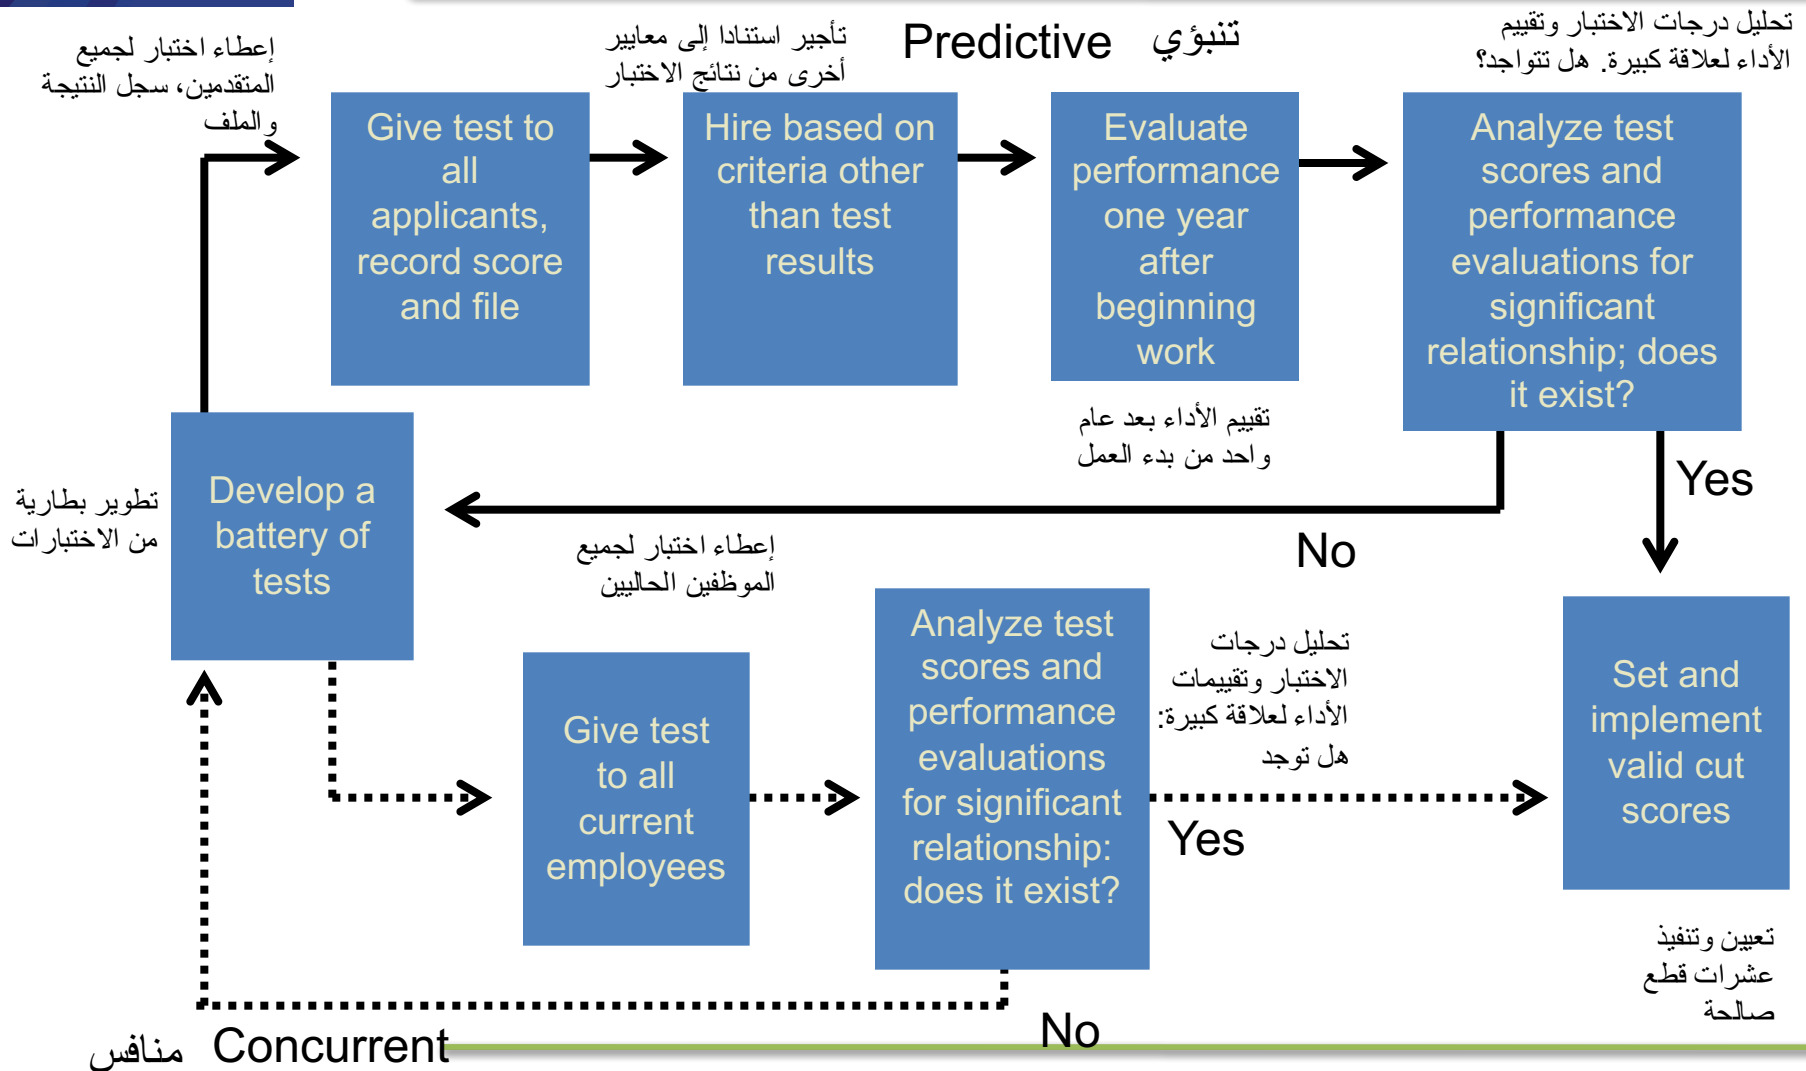 إعطاء اختبار لجميع
المتقدمين، سجل النتيجة
والملف
تأجير استنادا إلى معايير
أخرى من نتائج الاختبار
Predictive تنبؤي
تحليل درجات الاختبار وتقييم
الأداء لعلاقة كبيرة. هل تتواجد؟
Give test to
all
applicants,
record score
and file
Hire based on
criteria other
than test
results
Evaluate
performance
one year
after
beginning
work
Analyze test
scores and
performance
evaluations for
significant
relationship; does
it exist?
تقييم الأداء بعد عام
واحد من بدء العمل
Yes
No
تطوير بطارية
من الاختبارات
Develop a
battery of
tests
إعطاء اختبار لجميع
الموظفين الحاليين
Give test
to all
current
employees
Analyze test
scores and
performance
evaluations
for significant
relationship:
does it exist?
تحليل درجات
الاختبار وتقييمات
الأداء لعلاقة كبيرة:
هل توجد
Yes
Set and
implement
valid cut
scores
تعيين وتنفيذ
عشرات قطع
صالحة
No
منافس Concurrent